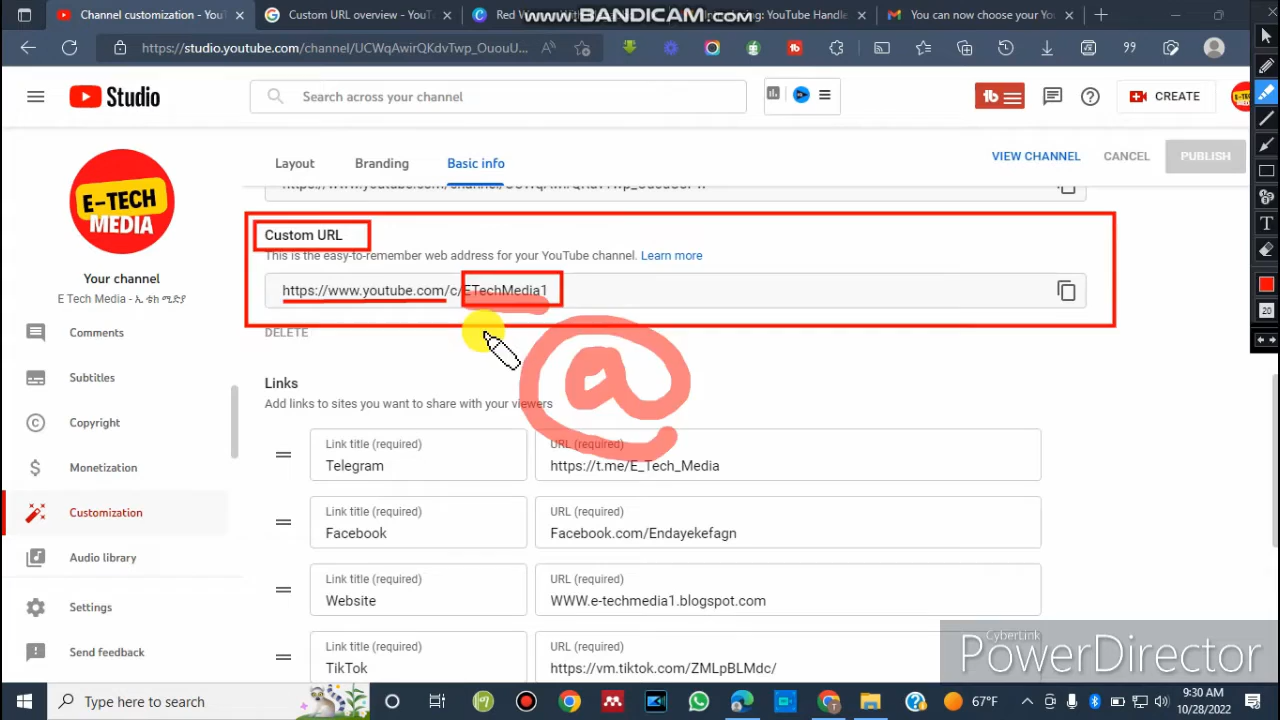 Channel customization - YouT
Custom URL overview - YouT
Red W
YouTube Handle
You can now choose your Yo
www.BANDICAM.com
https://studio.youtube.com/channel/UCWqAwirQKdvTwp_OuouU...
Studio
Search across your channel
CREATE
E-TECH
MEDIA
Your channel
E Tech Media - ኢ ቴክ ሚድያ
Comments
Subtitles
Copyright
Monetization
Customization
Audio library
Settings
Send feedback
Layout
Branding
Basic info
VIEW CHANNEL
CANCEL
PUBLISH
Custom URL
This is the easy-to-remember web address for your YouTube channel. Learn more
https://www.youtube.com/c/ETechMedia1
DELETE
@
Links
Add links to sites you want to share with your viewers
Link title (required)
Telegram
URL (required)
https://t.me/E_Tech_Media
Link title (required)
Facebook
URL (required)
Facebook.com/Endayekefagn
Link title (required)
Website
URL (required)
WWW.e-techmedia1.blogspot.com
Link title (required)
TikTok
URL (required)
https://vm.tiktok.com/ZMLpBLMdc/
CyberLink
PowerDirector
20
Type here to search
67°F
9:30 AM
10/28/2022